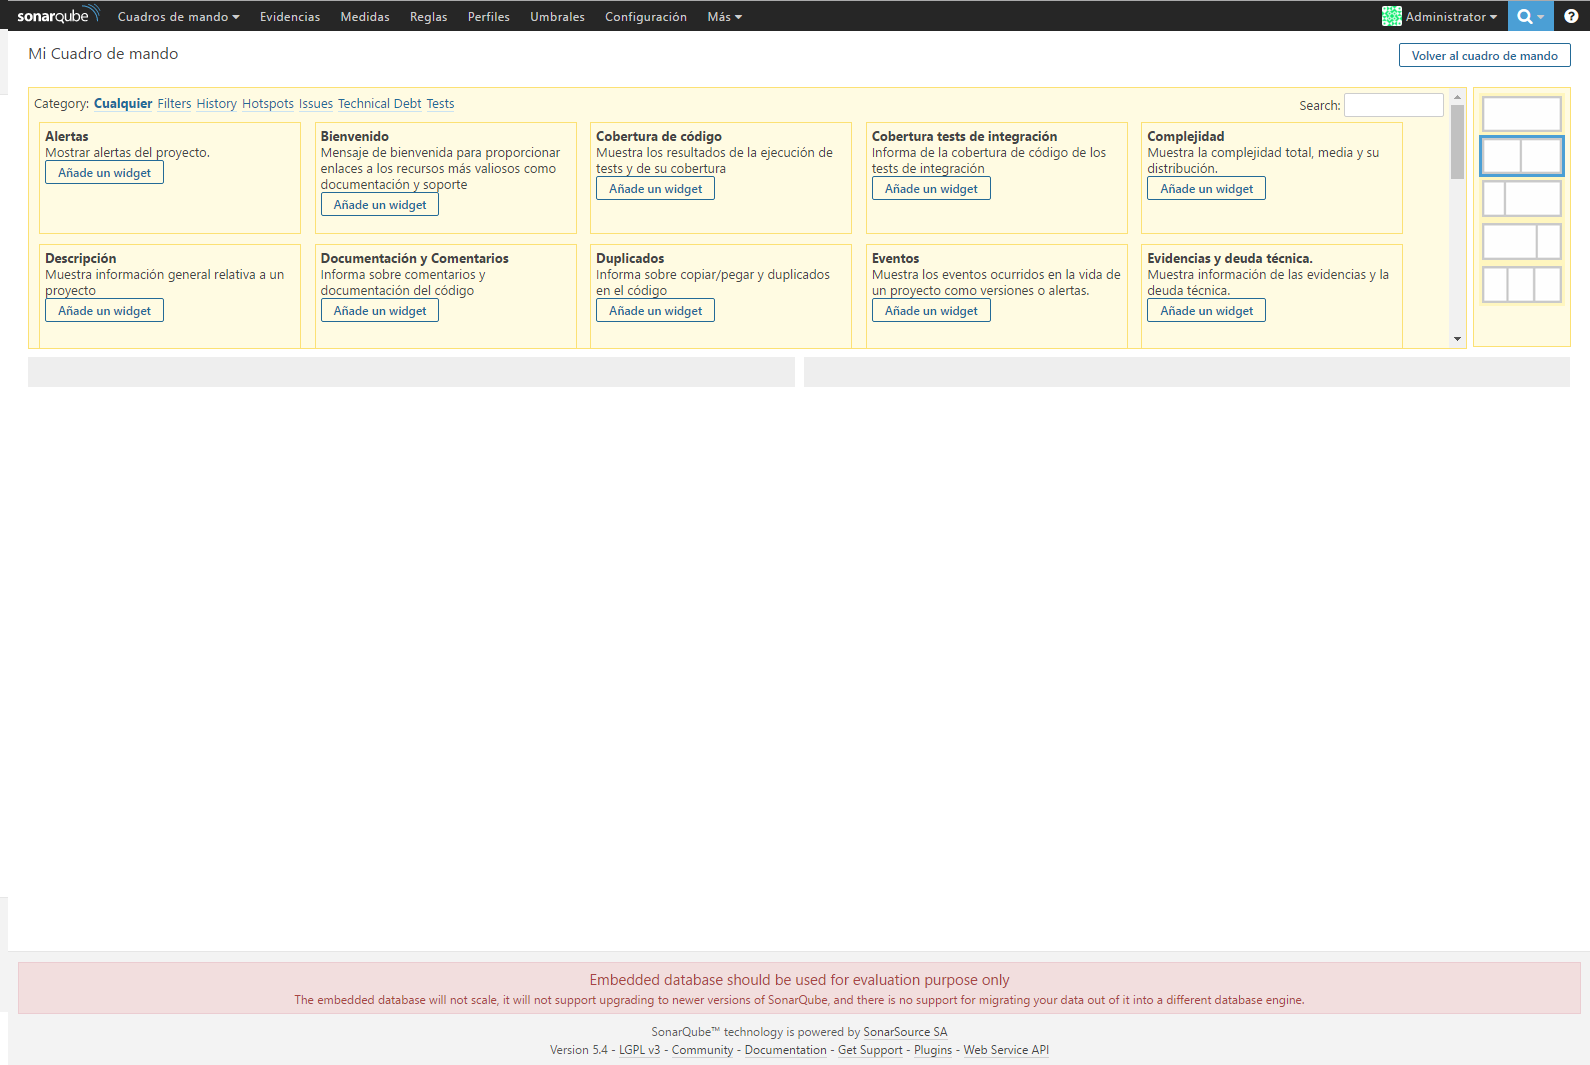 sonarqube Cuadros de mando Evidencias Medidas Reglas Perfiles Umbrales Configuración Más Administrator ?
Mi Cuadro de mando
Volver al cuadro de mando
Category: Cualquier Filters History Hotspots Issues Technical Debt Tests
Search:
Alertas
Mostrar alertas del proyecto.
Añade un widget
Bienvenido
Mensaje de bienvenida para proporcionar
enlaces a los recursos más valiosos como
documentación y soporte
Añade un widget
Cobertura de código
Muestra los resultados de la ejecución de
tests y de su cobertura
Añade un widget
Cobertura tests de integración
Informa de la cobertura de código de los
tests de integración
Añade un widget
Complejidad
Muestra la complejidad total, media y su
distribución.
Añade un widget
Descripción
Muestra información general relativa a un
proyecto
Añade un widget
Documentación y Comentarios
Informa sobre comentarios y
documentación del código
Añade un widget
Duplicados
Informa sobre copiar/pegar y duplicados
en el código
Añade un widget
Eventos
Muestra los eventos ocurridos en la vida de
un proyecto como versiones o alertas.
Añade un widget
Evidencias y deuda técnica.
Muestra información de las evidencias y la
deuda técnica.
Añade un widget
Embedded database should be used for evaluation purpose only
The embedded database will not scale, it will not support upgrading to newer versions of SonarQube, and there is no support for migrating your data out of it into a different database engine.
SonarQube™ technology is powered by SonarSource SA
Version 5.4 - LGPL v3 - Community - Documentation - Get Support - Plugins - Web Service API